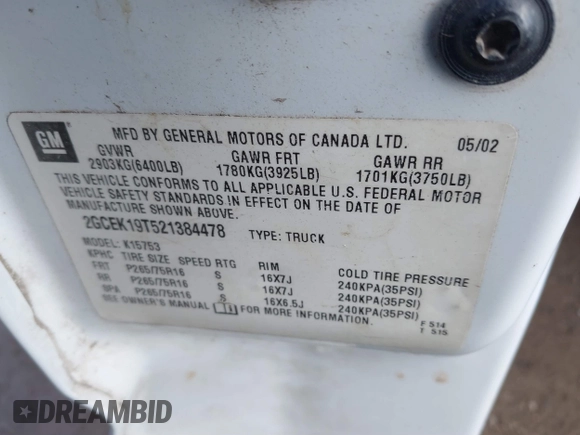 GM
MFD BY GENERAL MOTORS OF CANADA LTD. 05/02
GVWR GAWR FRT GAWR RR
2903KG(6400LB) 1780KG(3925LB) 1701KG(3750LB)
THIS VEHICLE CONFORMS TO ALL APPLICABLE U.S. FEDERAL MOTOR
VEHICLE SAFETY STANDARDS IN EFFECT ON THE DATE OF
MANUFACTURE SHOWN ABOVE.
2GCEK19T521384478 TYPE: TRUCK
MODEL: K15753
KPHC TIRE SIZE SPEED RTG RIM COLD TIRE PRESSURE
FRT P265/75R16 S 16X7J 240KPA(35PSI)
RR P265/75R16 S 16X7J 240KPA(35PSI)
SPA P265/75R16 S 16X6.5J 240KPA(35PSI)
SEE OWNER'S MANUAL FOR MORE INFORMATION.
F 514
T 515
DREAMBID